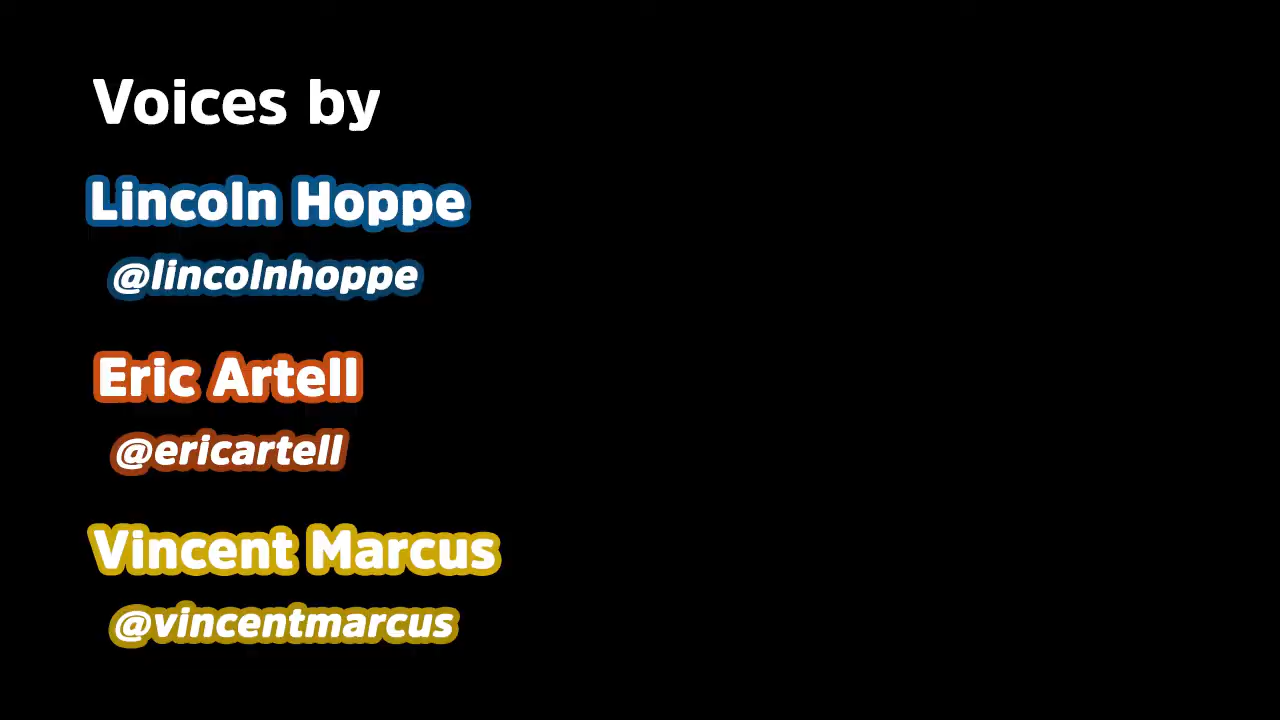 Voices by
Lincoln Hoppe
@lincolnhoppe
Eric Artell
@ericartell
Vincent Marcus
@vincentmarcus